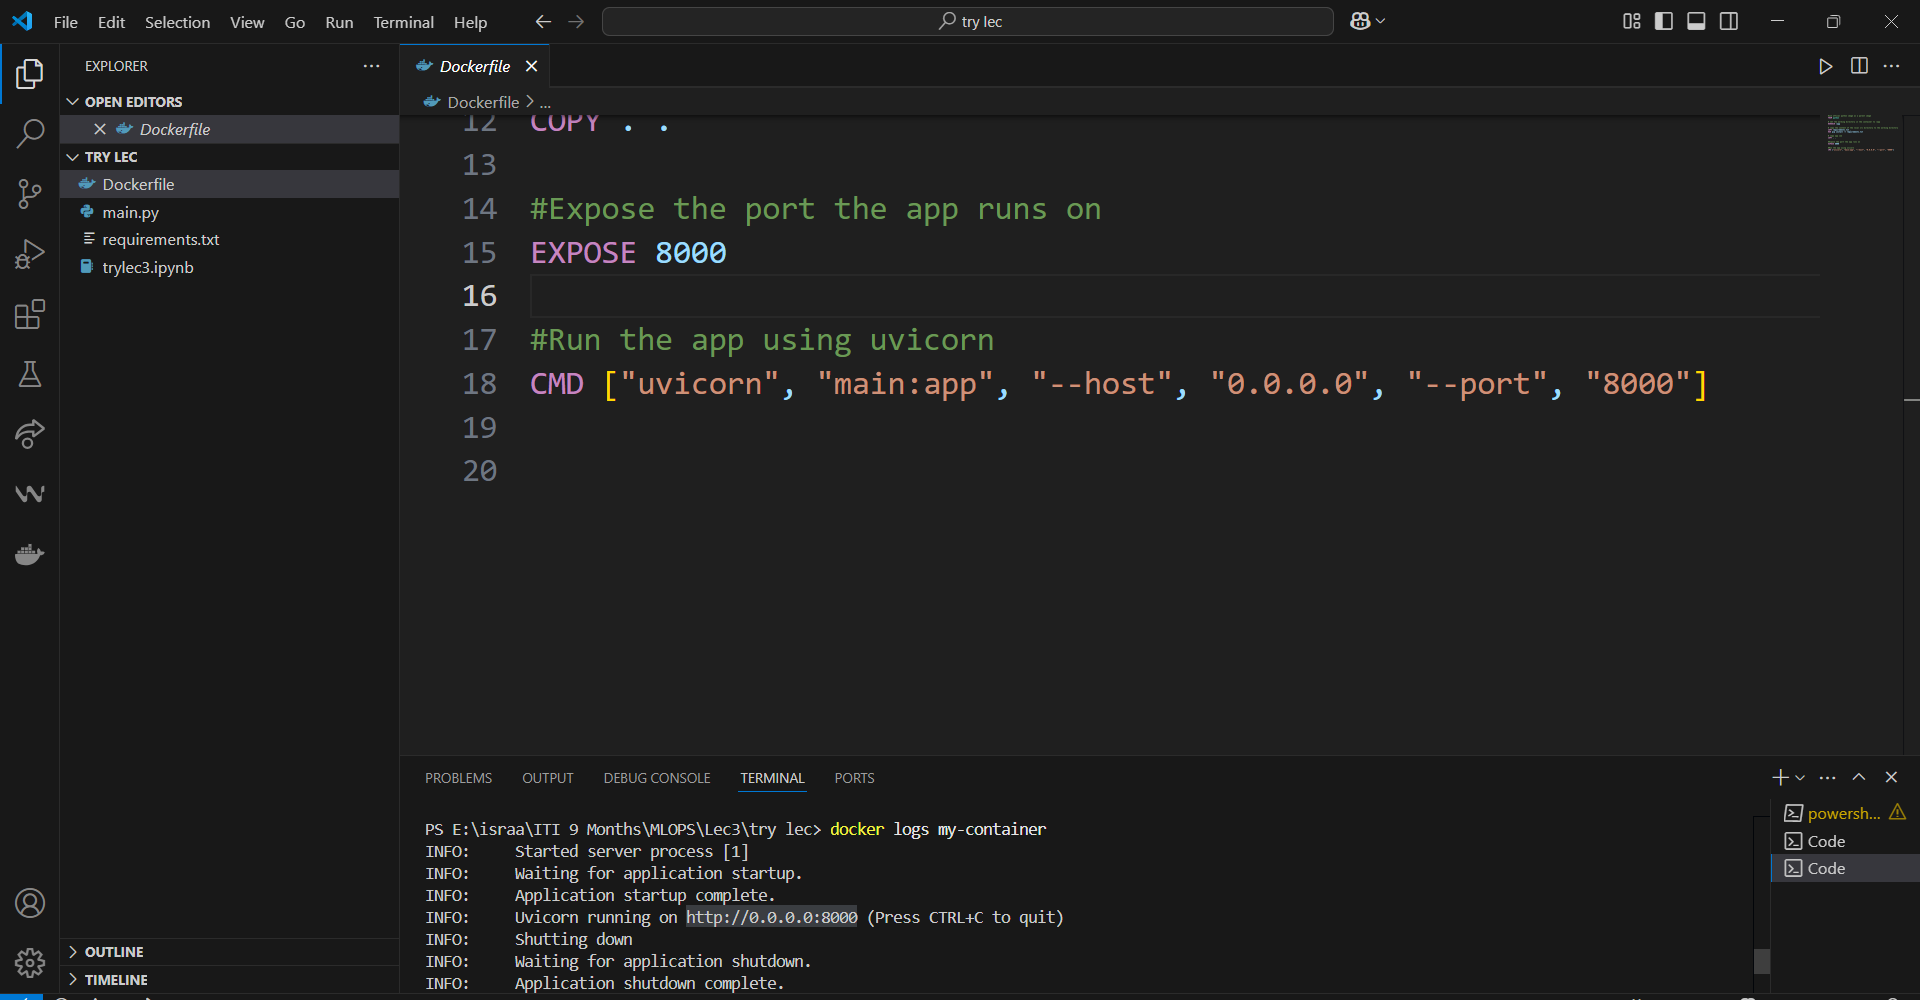 File Edit Selection View Go Run Terminal Help
try lec
EXPLORER
OPEN EDITORS
Dockerfile
TRY LEC
Dockerfile
main.py
requirements.txt
trylec3.ipynb
OUTLINE
TIMELINE
Dockerfile
Dockerfile > ...
12 COPY . .
13
14 #Expose the port the app runs on
15 EXPOSE 8000
16
17 #Run the app using uvicorn
18 CMD ["uvicorn", "main:app", "--host", "0.0.0.0", "--port", "8000"]
19
20
PROBLEMS OUTPUT DEBUG CONSOLE TERMINAL PORTS
PS E:\israa\ITI 9 Months\MLOPS\Lec3\try lec> docker logs my-container
INFO: Started server process [1]
INFO: Waiting for application startup.
INFO: Application startup complete.
INFO: Uvicorn running on http://0.0.0.0:8000 (Press CTRL+C to quit)
INFO: Shutting down
INFO: Waiting for application shutdown.
INFO: Application shutdown complete.
powersh...
Code
Code